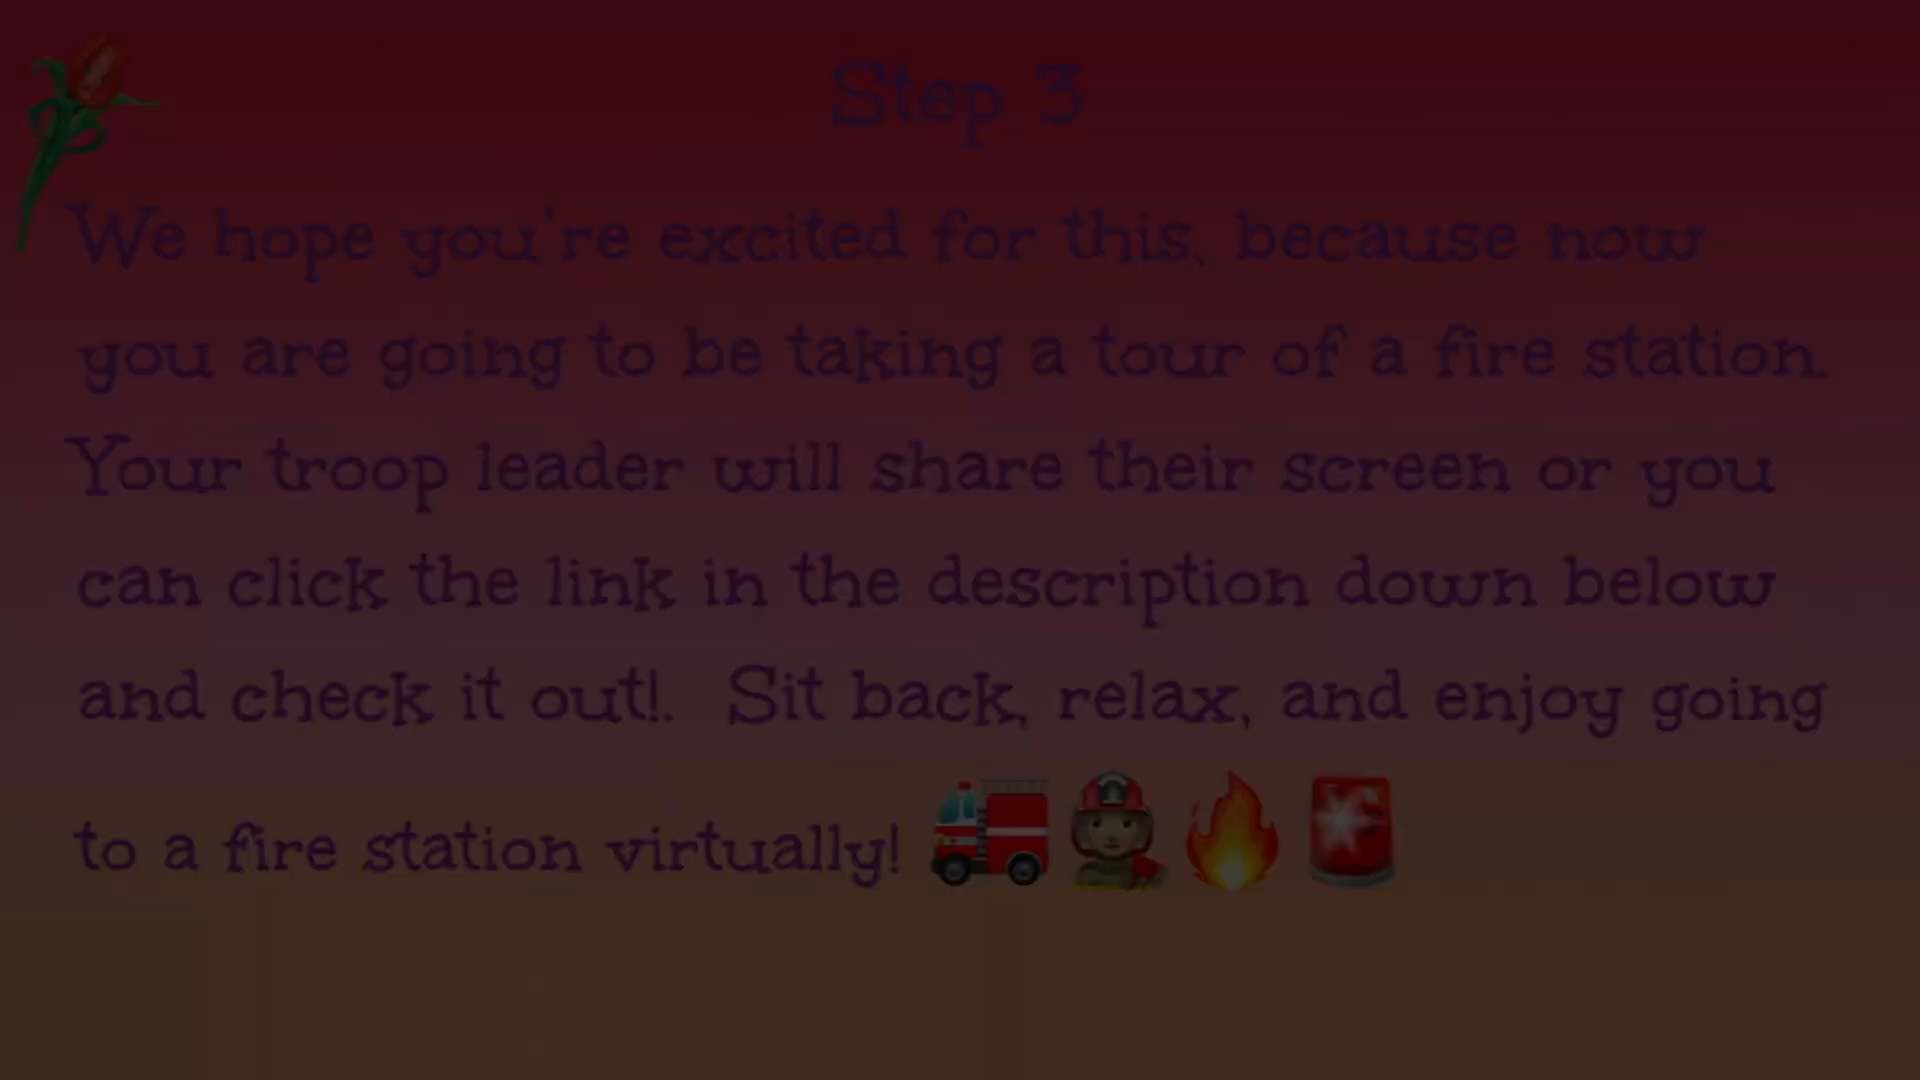 Step 3
We hope you're excited for this, because now
you are going to be taking a tour of a fire station.
Your troop leader will share their screen or you
can click the link in the description down below
and check it out!.  Sit back, relax, and enjoy going
to a fire station virtually! 🚒 🧑‍🚒 🔥 🚨